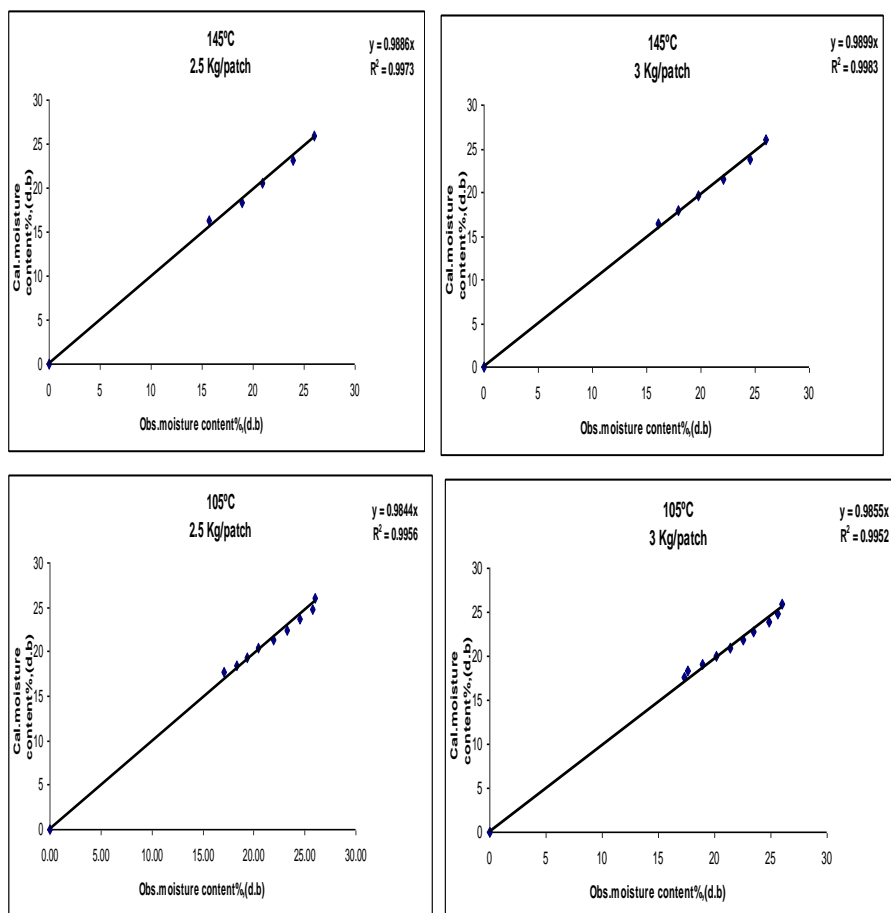 145ºC
2.5 Kg/patch
y = 0.9886x
R² = 0.9973
30
25
20
15
10
5
0
Cal.moisture
content%,(d.b)
0 5 10 15 20 25 30
Obs.moisture content%,(d.b)
145ºC
3 Kg/patch
y = 0.9899x
R² = 0.9983
30
25
20
15
10
5
0
Cal.moisture
content%,(d.b)
0 5 10 15 20 25 30
Obs.moisture content%,(d.b)
105ºC
2.5 Kg/patch
y = 0.9844x
R² = 0.9956
30
25
20
15
10
5
0
Cal.moisture
content%,(d.b)
0.00 5.00 10.00 15.00 20.00 25.00 30.00
Obs.moisture content%,(d.b)
105ºC
3 Kg/patch
y = 0.9855x
R² = 0.9952
30
25
20
15
10
5
0
Cal.moisture
content%,(d.b)
0 5 10 15 20 25 30
Obs.moisture content%,(d.b)